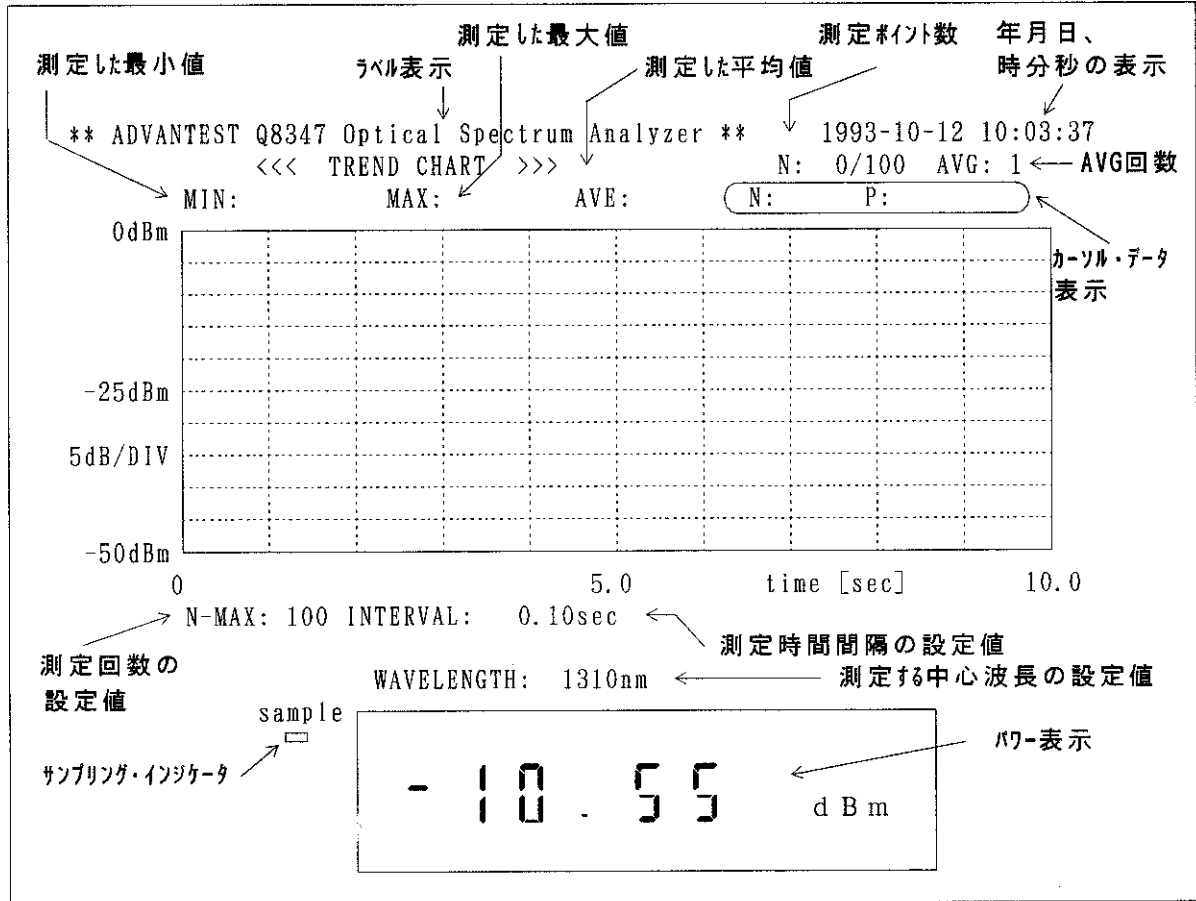 測定した最小値
測定した最大値
ラベル表示
測定した平均値
測定ポイント数
年月日、
時分秒の表示
** ADVANTEST Q8347 Optical Spectrum Analyzer ** 1993-10-12 10:03:37
<<< TREND CHART >>> N: 0/100 AVG: 1
AVG回数
MIN: MAX: AVE: N: P:
カーソル・データ
表示
0dBm
-25dBm
5dB/DIV
-50dBm
0 5.0 time [sec] 10.0
N-MAX: 100 INTERVAL: 0.10sec
測定時間間隔の設定値
測定回数の
設定値
WAVELENGTH: 1310nm
測定する中心波長の設定値
sample
サンプリング・インジケータ
パワー表示
-10.55 dBm